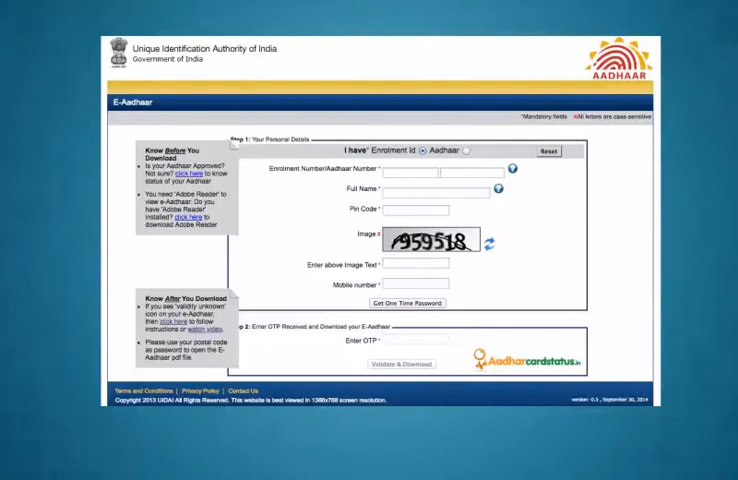 Unique Identification Authority of India
Government of India
AADHAAR
E-Aadhaar
*Mandatory fields #All letters are case-sensitive
Step 1: Your Personal Details
I have* Enrolment Id Aadhaar Reset
Know Before You
Download
Is your Aadhaar Approved?
Not sure? click here to know
status of your Aadhaar
You need 'Adobe Reader' to
view e-Aadhaar. Do you
have 'Adobe Reader'
installed? click here to
download Adobe Reader
Enrolment Number/Aadhaar Number *
Full Name *
Pin Code *
Image #
959518
Enter above Image Text *
Mobile number *
Get One Time Password
Know After You Download
If you see 'validity unknown'
icon on your e-Aadhaar,
then click here to follow
instructions or watch video.
Please use your postal code
as password to open the E-
Aadhaar pdf file.
2: Enter OTP Received and Download your E-Aadhaar
Enter OTP *
Validate & Download
Aadharcardstatus.in
Terms and Conditions | Privacy Policy | Contact Us
Copyright 2013 UIDAI All Rights Reserved. This website is best viewed in 1366x768 screen resolution.
version: 0.3 , September 30, 2014